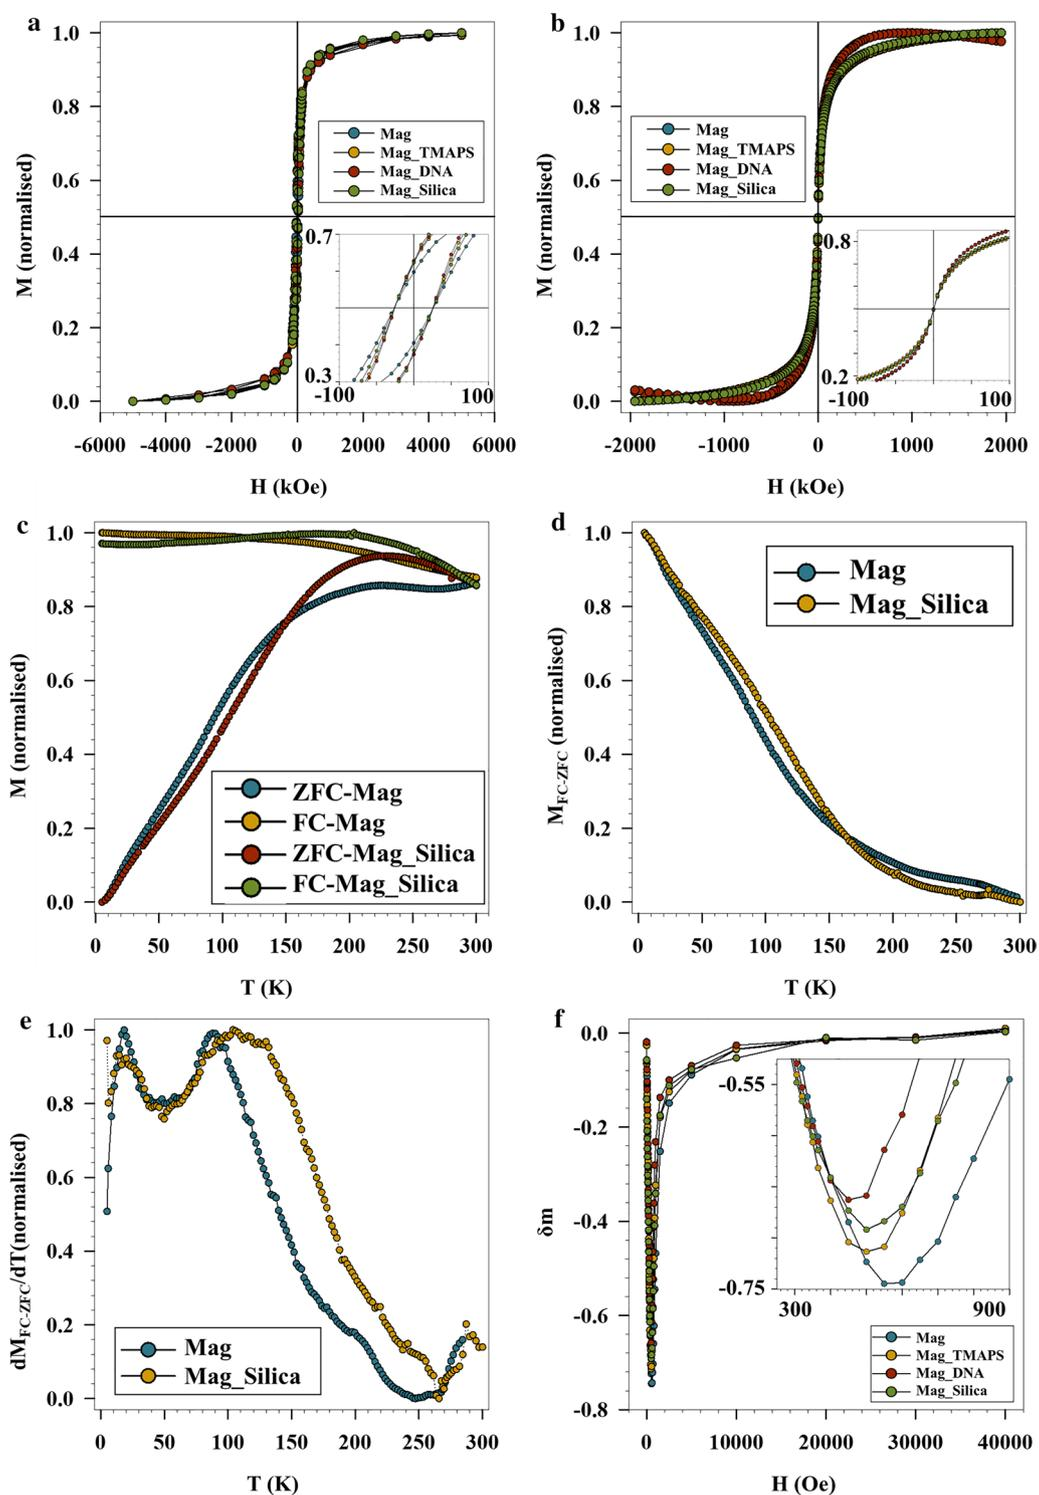 a
M (normalised)
1.0
0.8
0.6
0.4
0.2
0.0
Mag
Mag_TMAPS
Mag_DNA
Mag_Silica
0.7
0.3
-100 100
-6000 -4000 -2000 0 2000 4000 6000
H (kOe)
b
M (normalised)
1.0
0.8
0.6
0.4
0.2
0.0
Mag
Mag_TMAPS
Mag_DNA
Mag_Silica
0.8
0.2
-100 100
-2000 -1000 0 1000 2000
H (kOe)
c
M (normalised)
1.0
0.8
0.6
0.4
0.2
0.0
ZFC-Mag
FC-Mag
ZFC-Mag_Silica
FC-Mag_Silica
0 50 100 150 200 250 300
T (K)
d
MFC-ZFC (normalised)
1.0
0.8
0.6
0.4
0.2
0.0
Mag
Mag_Silica
0 50 100 150 200 250 300
T (K)
e
dMFC-ZFC/dT(normalised)
1.0
0.8
0.6
0.4
0.2
0.0
Mag
Mag_Silica
0 50 100 150 200 250 300
T (K)
f
δm
0.0
-0.2
-0.4
-0.6
-0.8
-0.55
-0.75
300 900
Mag
Mag_TMAPS
Mag_DNA
Mag_Silica
0 10000 20000 30000 40000
H (Oe)